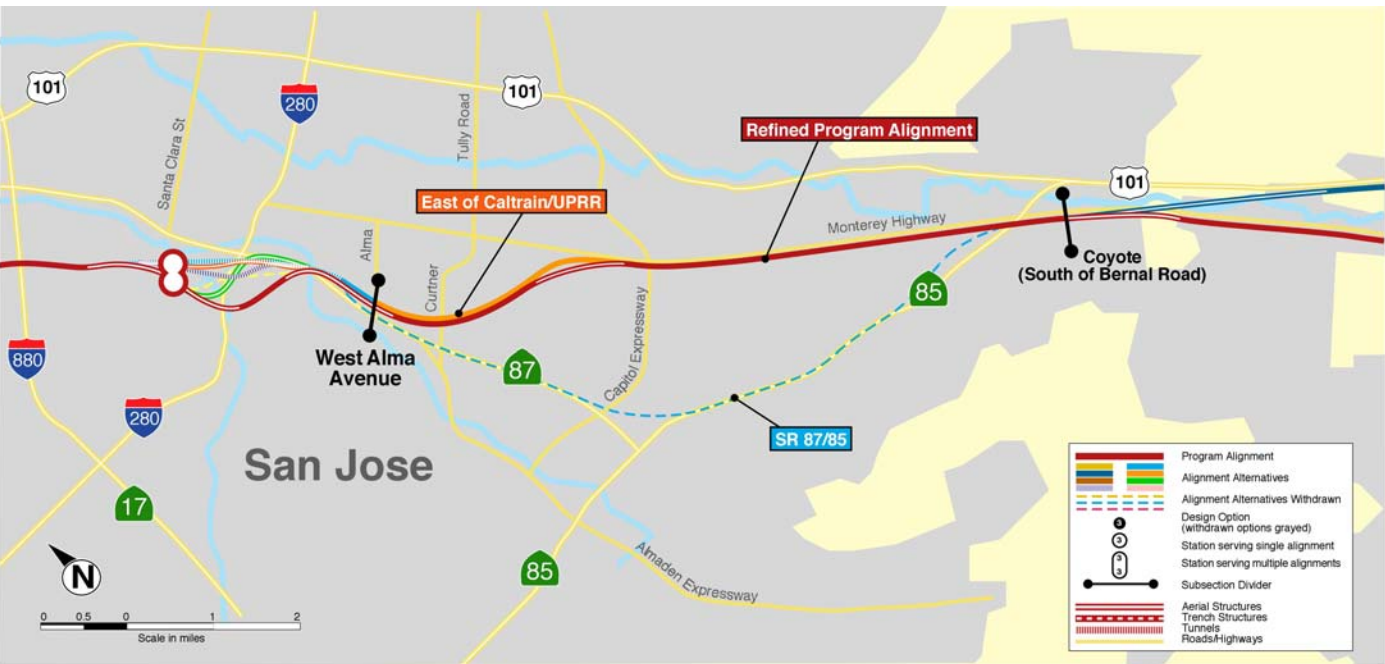 101
280
101
Santa Clara St
Tully Road
Refined Program Alignment
East of Caltrain/UPRR
101
Monterey Highway
Alma
Curtner
Coyote
(South of Bernal Road)
85
Capitol Expressway
West Alma
Avenue
880
87
280
SR 87/85
San Jose
17
85
Almaden Expressway
N
0 0.5 0 1 2
Scale in miles
Program Alignment
Alignment Alternatives
Alignment Alternatives Withdrawn
3
Design Option
(withdrawn options grayed)
3
Station serving single alignment
3
3
Station serving multiple alignments
Subsection Divider
Aerial Structures
Trench Structures
Tunnels
Roads/Highways